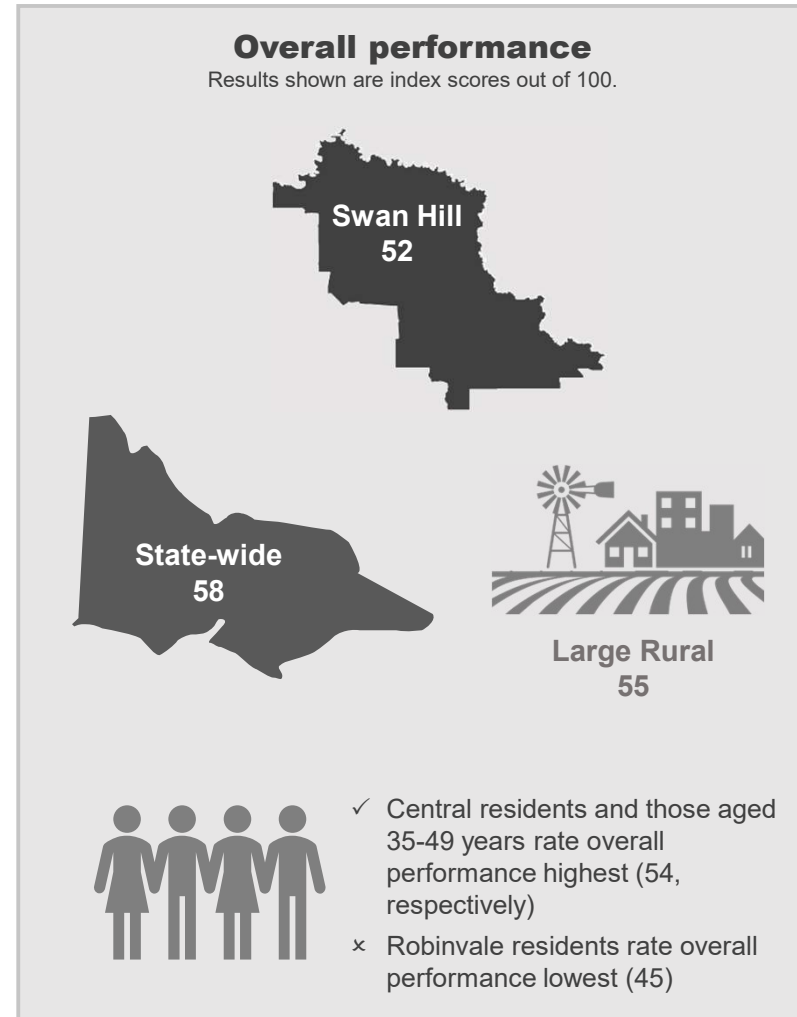 Overall performance
Results shown are index scores out of 100.
Swan Hill
52
State-wide
58
Large Rural
55
✓ Central residents and those aged
35-49 years rate overall
performance highest (54,
respectively)
× Robinvale residents rate overall
performance lowest (45)